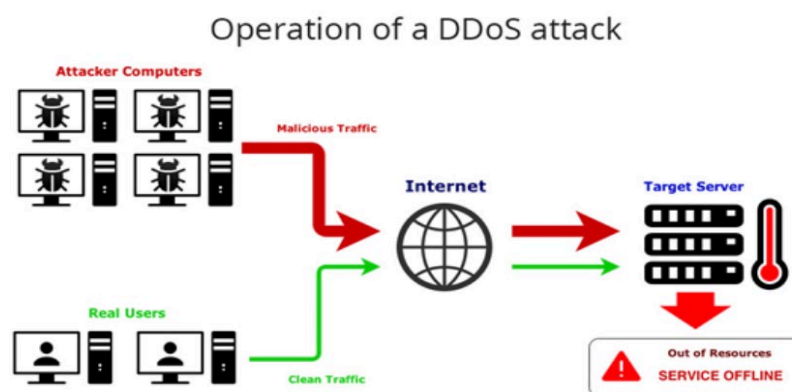 Operation of a DDoS attack
Attacker Computers
Malicious Traffic
Internet
Target Server
Real Users
Clean Traffic
Out of Resources
SERVICE OFFLINE